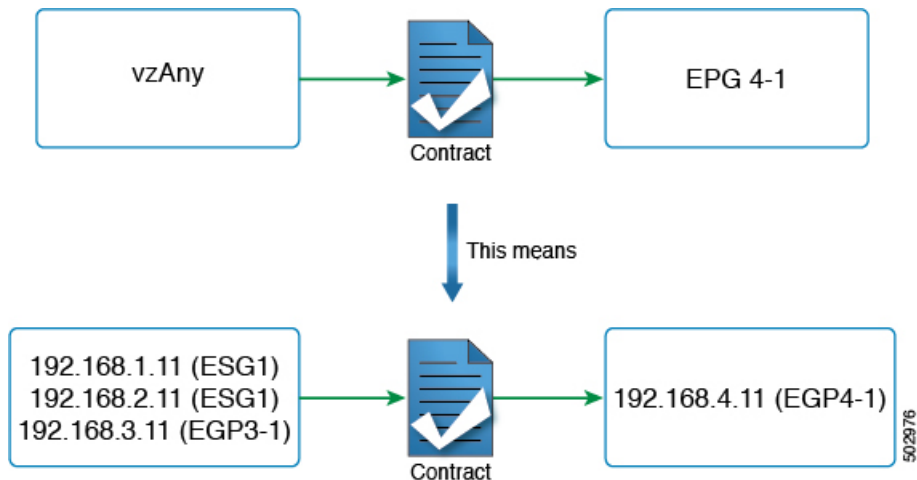 vzAny
EPG 4-1
Contract
This means
192.168.1.11 (ESG1)
192.168.2.11 (ESG1)
192.168.3.11 (EGP3-1)
192.168.4.11 (EGP4-1)
Contract
502976